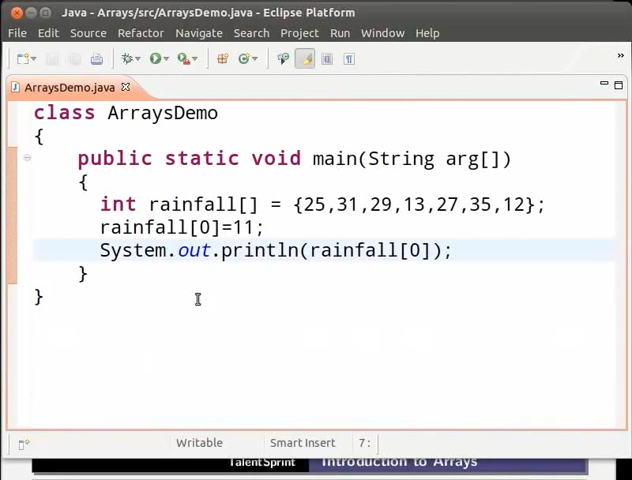 Java - Arrays/src/ArraysDemo.java - Eclipse Platform
File Edit Source Refactor Navigate Search Project Run Window Help
ArraysDemo.java
class ArraysDemo
{
public static void main(String arg[])
{
int rainfall[] = {25,31,29,13,27,35,12};
rainfall[0]=11;
System.out.println(rainfall[0]);
}
}
Writable Smart Insert 7:
TalentSprint Introduction to Arrays